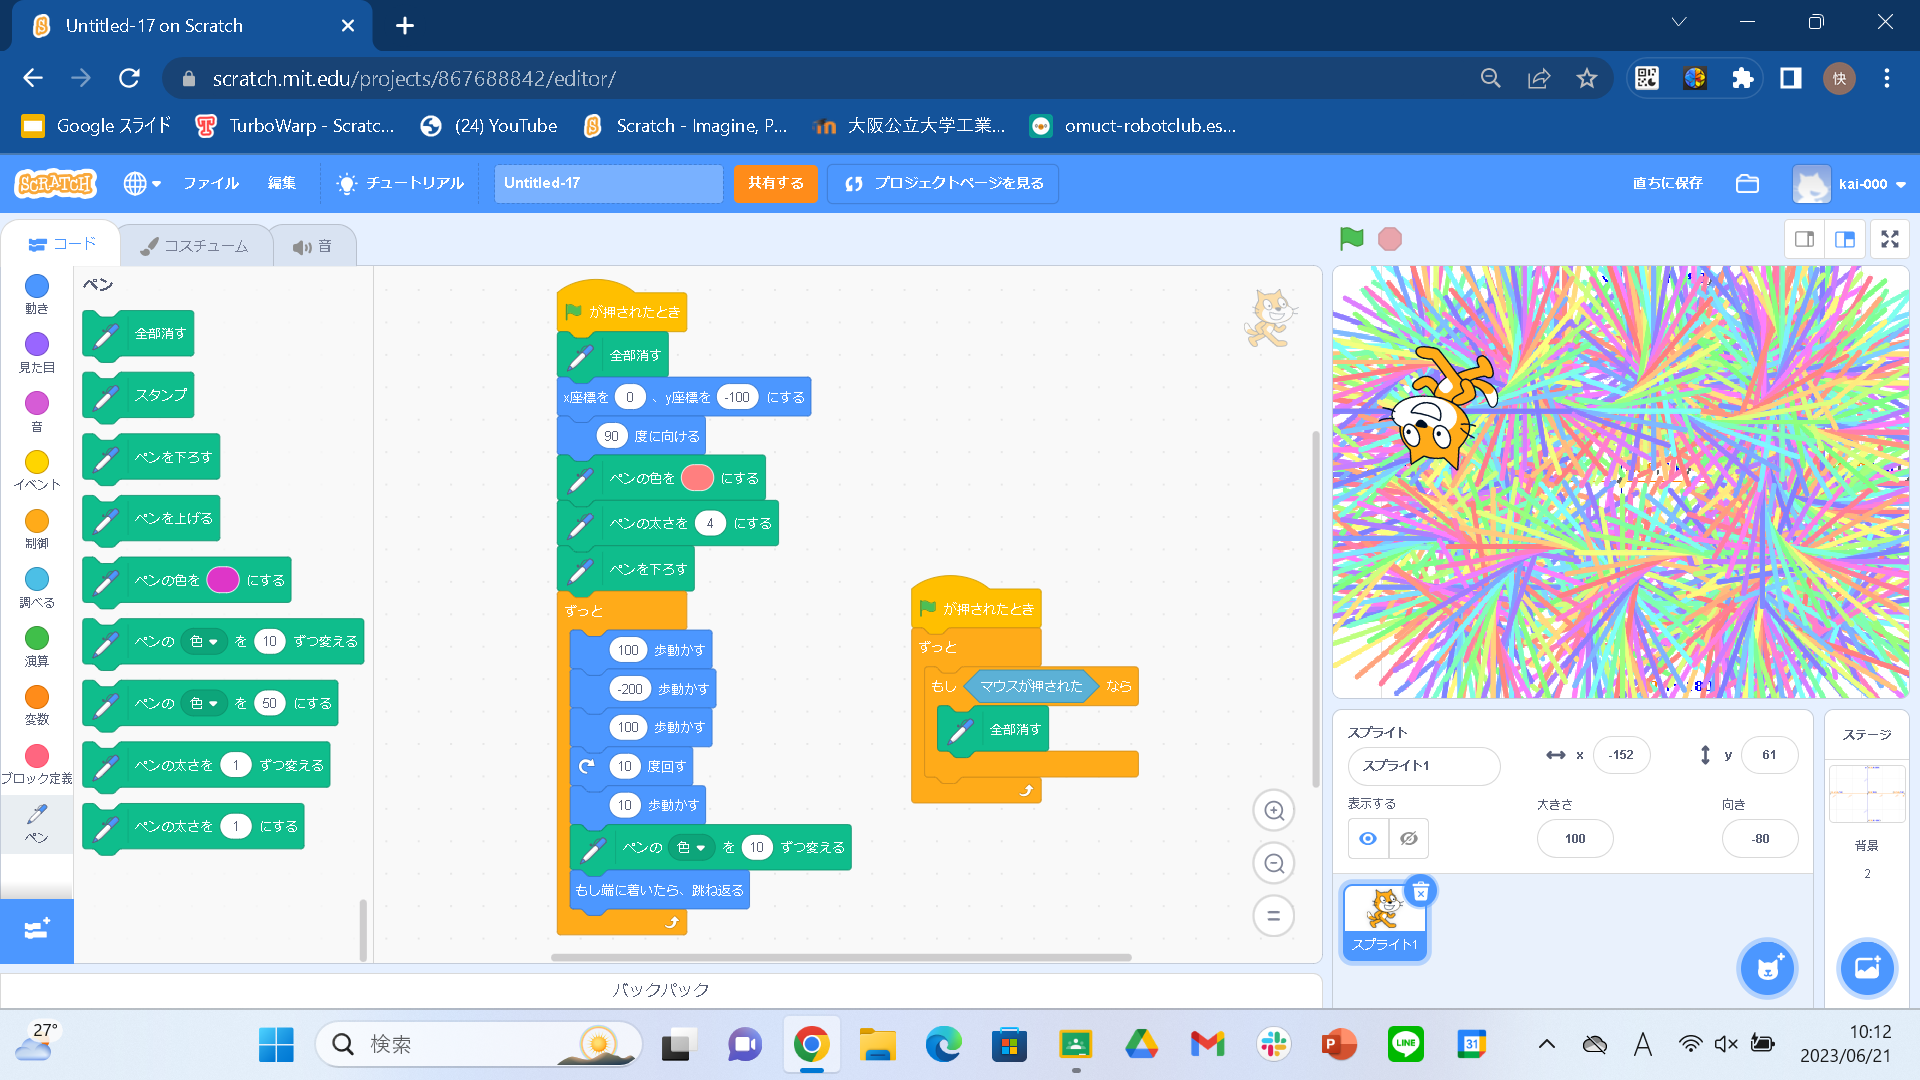 Untitled-17 on Scratch
scratch.mit.edu/projects/867688842/editor/
快
Google スライド
TurboWarp - Scratc...
(24) YouTube
Scratch - Imagine, P...
大阪公立大学工業...
omuct-robotclub.es...
SCRATCH
ファイル
編集
チュートリアル
Untitled-17
共有する
プロジェクトページを見る
直ちに保存
kai-000
コード
コスチューム
音
動き
見た目
音
イベント
制御
調べる
演算
変数
ブロック定義
ペン
ペン
全部消す
スタンプ
ペンを下ろす
ペンを上げる
ペンの色を にする
ペンの 色 を 10 ずつ変える
ペンの 色 を 50 にする
ペンの太さを 1 ずつ変える
ペンの太さを 1 にする
が押されたとき
全部消す
x座標を 0 、y座標を -100 にする
90 度に向ける
ペンの色を にする
ペンの太さを 4 にする
ペンを下ろす
ずっと
100 歩動かす
-200 歩動かす
100 歩動かす
10 度回す
10 歩動かす
ペンの 色 を 10 ずつ変える
もし端に着いたら、跳ね返る
が押されたとき
ずっと
もし マウスが押された なら
全部消す
バックパック
スプライト
スプライト1
x -152
y 61
表示する
大きさ
100
向き
-80
スプライト1
ステージ
背景
2
27°
検索
LINE
31
A
10:12
2023/06/21